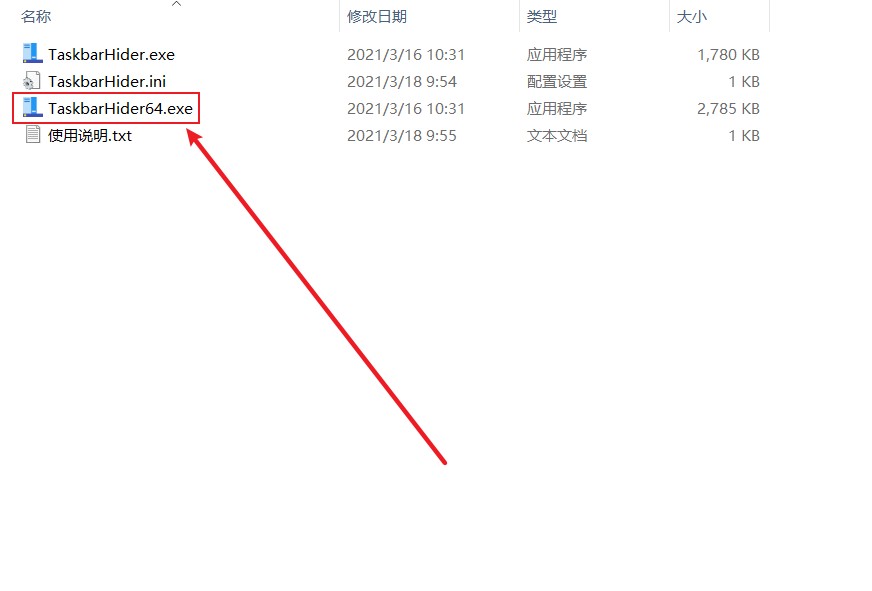 名称 修改日期 类型 大小
TaskbarHider.exe 2021/3/16 10:31 应用程序 1,780 KB
TaskbarHider.ini 2021/3/18 9:54 配置设置 1 KB
TaskbarHider64.exe 2021/3/16 10:31 应用程序 2,785 KB
使用说明.txt 2021/3/18 9:55 文本文档 1 KB